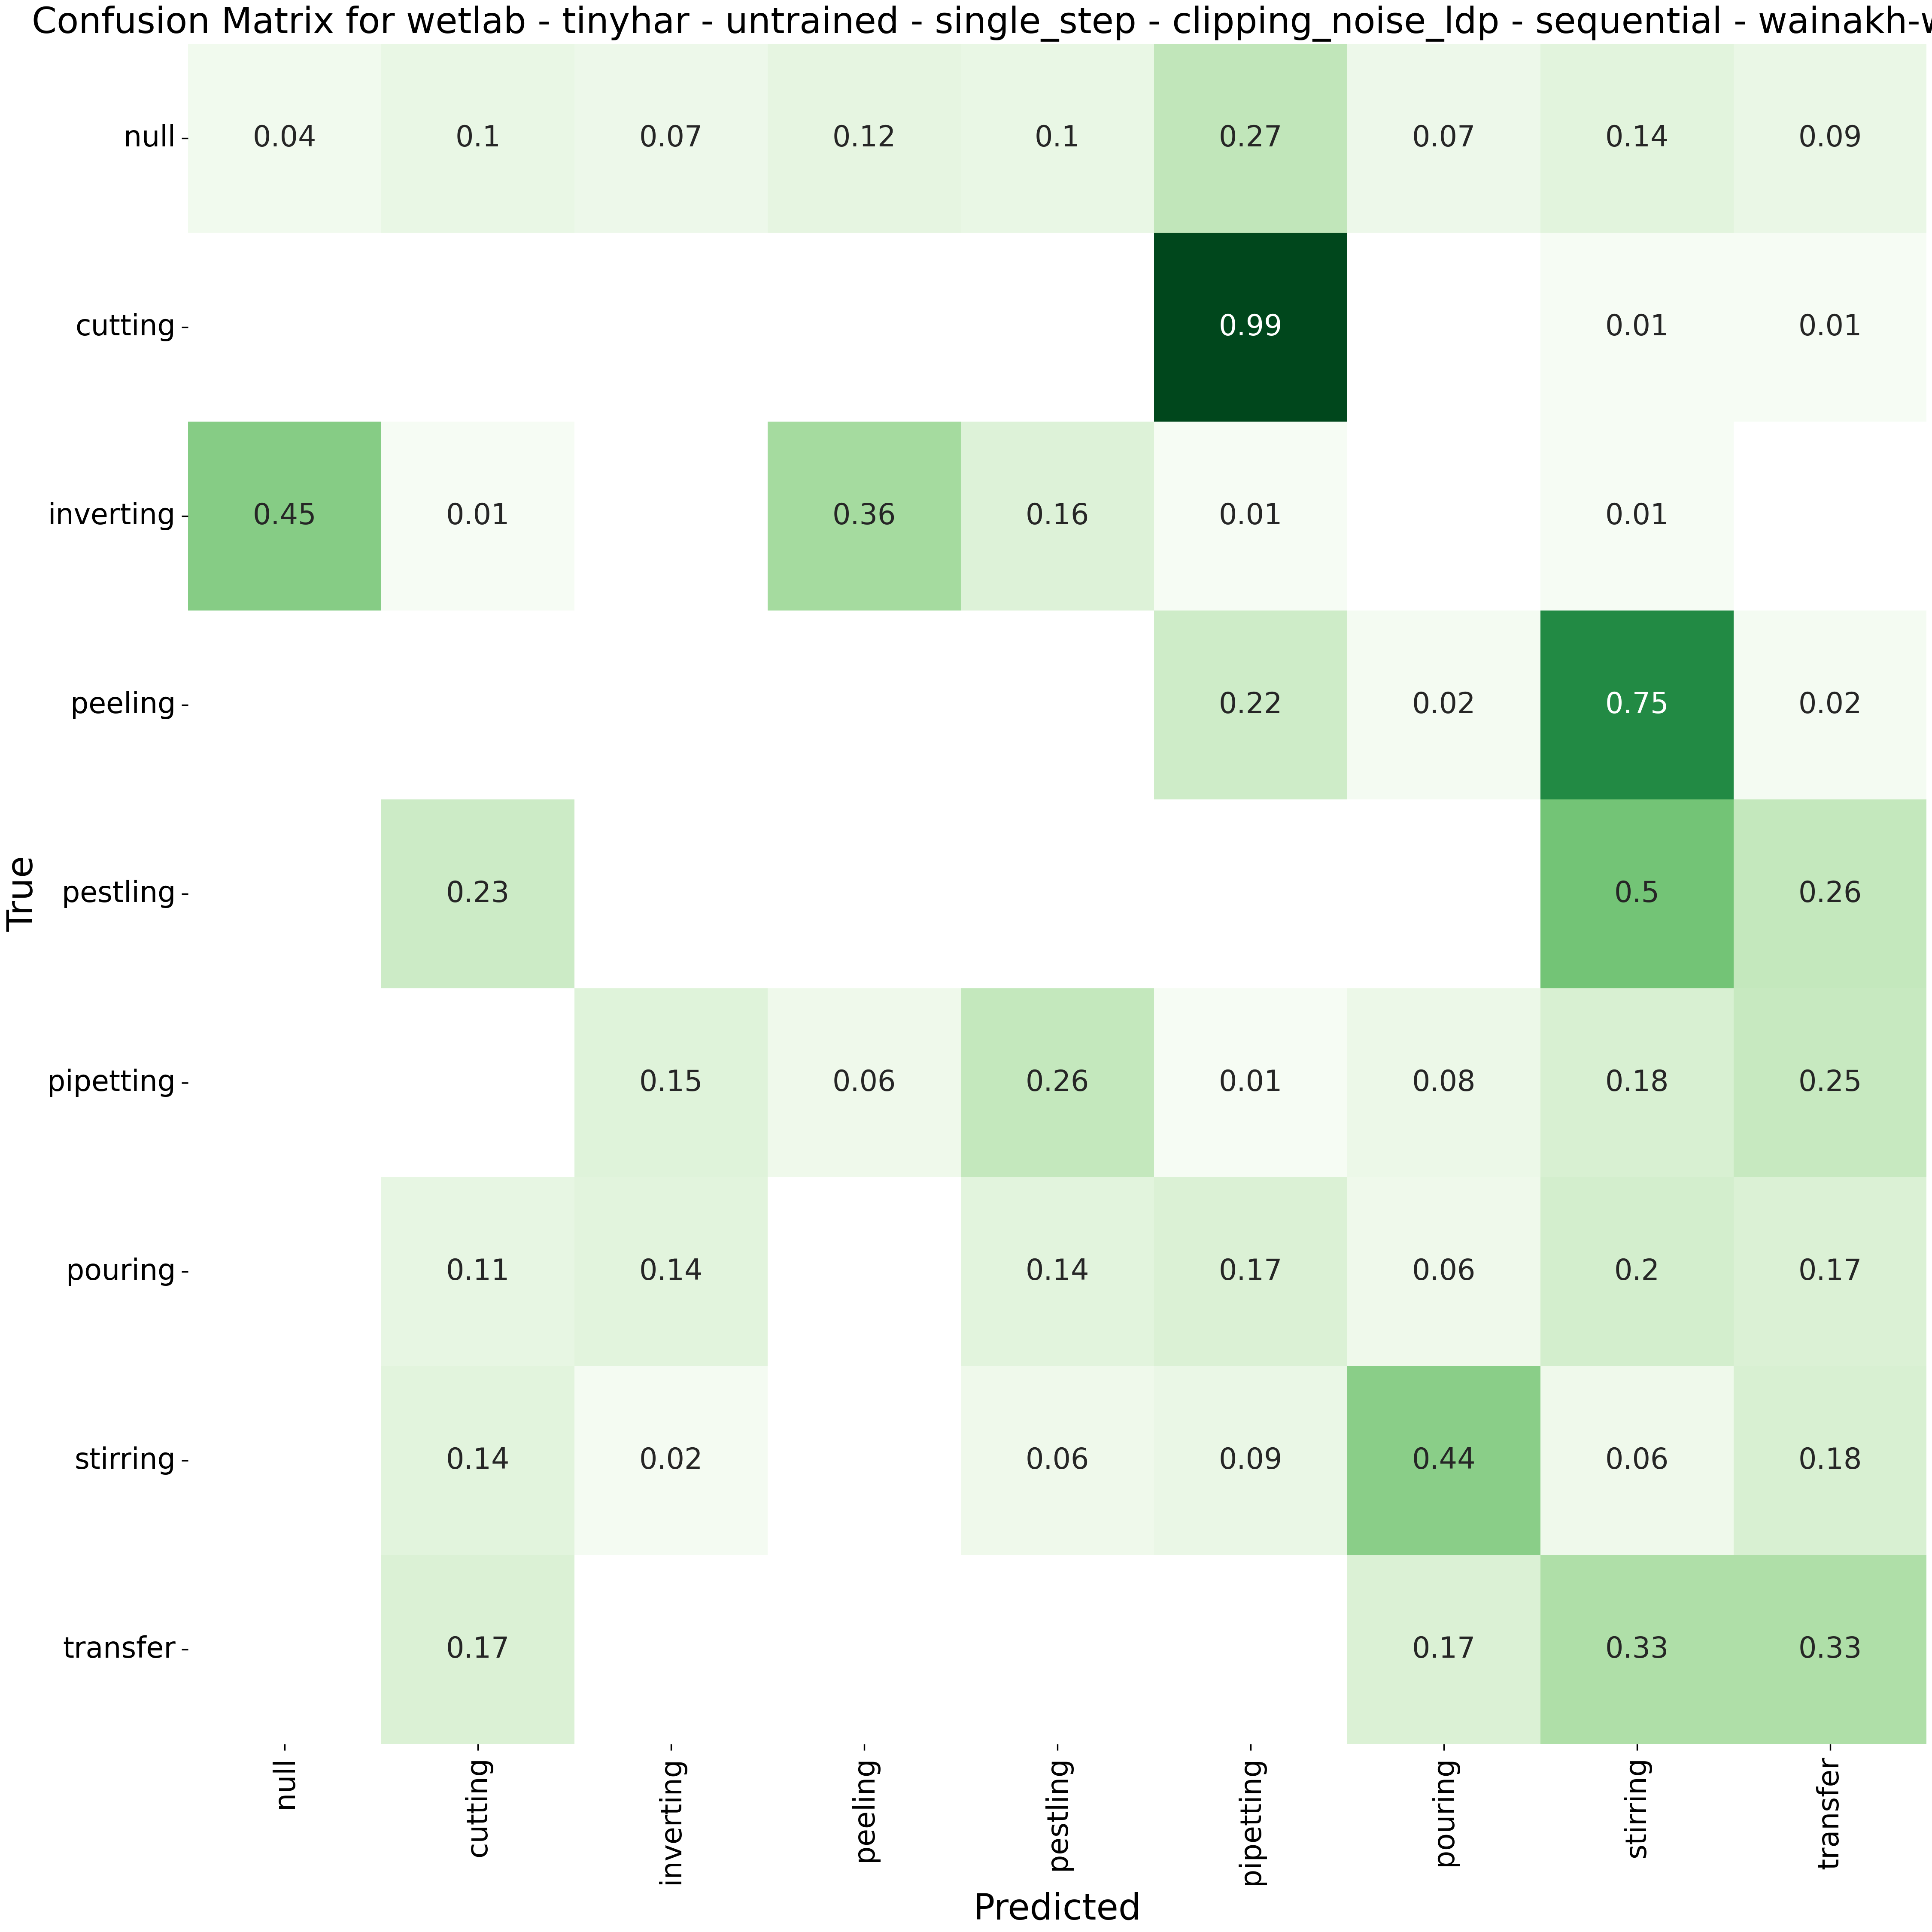 Confusion Matrix for wetlab - tinyhar - untrained - single_step - clipping_noise_ldp - sequential - wainakh-
null 0.04 0.1 0.07 0.12 0.1 0.27 0.07 0.14 0.09
cutting 0.99 0.01 0.01
inverting 0.45 0.01 0.36 0.16 0.01 0.01
peeling 0.22 0.02 0.75 0.02
True
pestling 0.23 0.5 0.26
pipetting 0.15 0.06 0.26 0.01 0.08 0.18 0.25
pouring 0.11 0.14 0.14 0.17 0.06 0.2 0.17
stirring 0.14 0.02 0.06 0.09 0.44 0.06 0.18
transfer 0.17 0.17 0.33 0.33
null cutting inverting peeling pestling pipetting pouring stirring transfer
Predicted